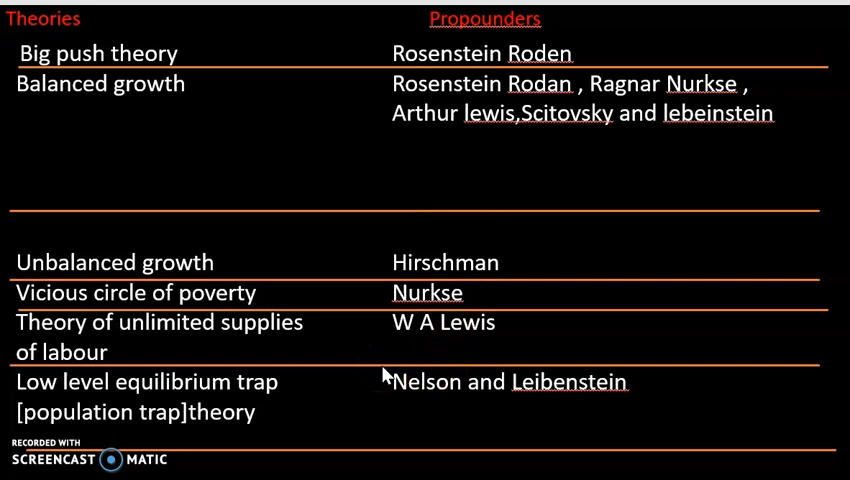 Theories Propounders
Big push theory Rosenstein Roden
Balanced growth Rosenstein Rodan , Ragnar Nurkse ,
Arthur lewis,Scitovsky and lebeinstein
Unbalanced growth Hirschman
Vicious circle of poverty Nurkse
Theory of unlimited supplies W A Lewis
of labour
Low level equilibrium trap Nelson and Leibenstein
[population trap]theory
RECORDED WITH
SCREENCAST MATIC